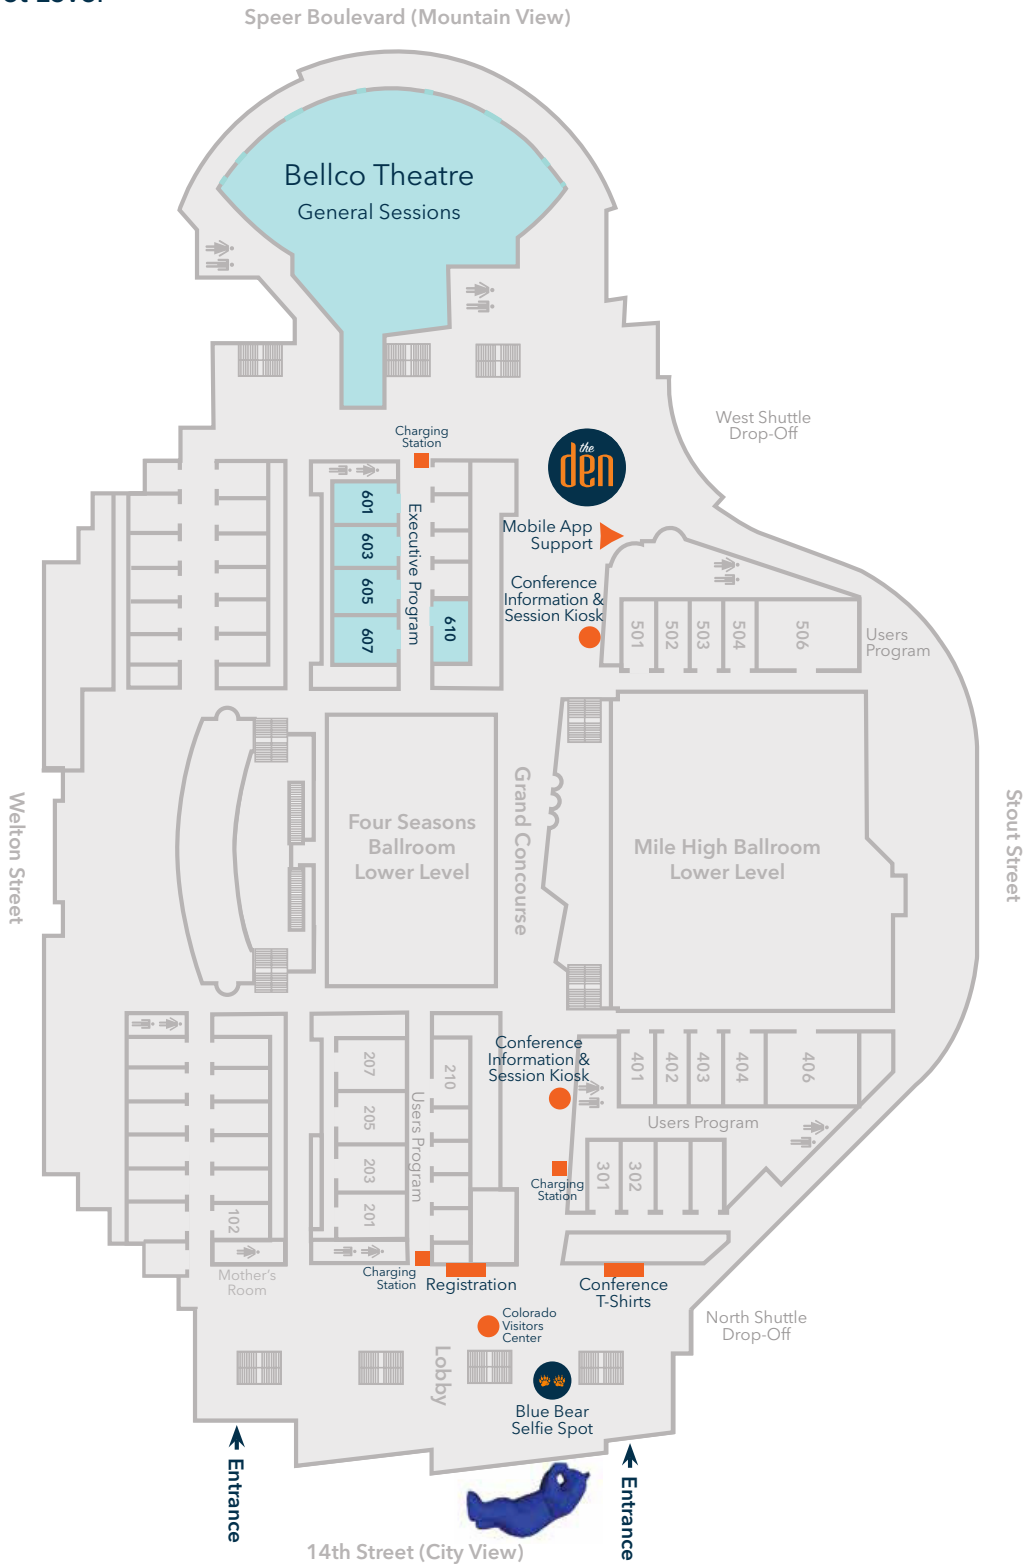 Speer Boulevard (Mountain View)
Bellco Theatre
General Sessions
West Shuttle
Drop-Off
Charging
Station
the
den
Mobile App
Support
Conference
Information &
Session Kiosk
601
603
605
607
Executive Program
610
501
502
503
504
506
Users
Program
Welton Street
Four Seasons
Ballroom
Lower Level
Grand Concourse
Mile High Ballroom
Lower Level
Stout Street
Conference
Information &
Session Kiosk
207
205
203
201
Users Program
210
401
402
403
404
406
Users Program
301
302
Charging
Station
102
Mother's
Room
Charging
Station
Registration
Conference
T-Shirts
Colorado
Visitors
Center
North Shuttle
Drop-Off
Lobby
Blue Bear
Selfie Spot
Entrance
Entrance
14th Street (City View)